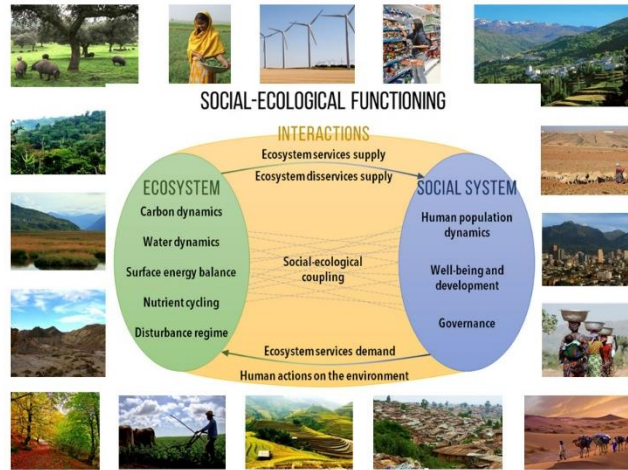 SOCIAL-ECOLOGICAL FUNCTIONING
INTERACTIONS
Ecosystem services supply
Ecosystem disservices supply
ECOSYSTEM
Carbon dynamics
Water dynamics
Surface energy balance
Nutrient cycling
Disturbance regime
Social-ecological
coupling
SOCIAL SYSTEM
Human population
dynamics
Well-being and
development
Governance
Ecosystem services demand
Human actions on the environment